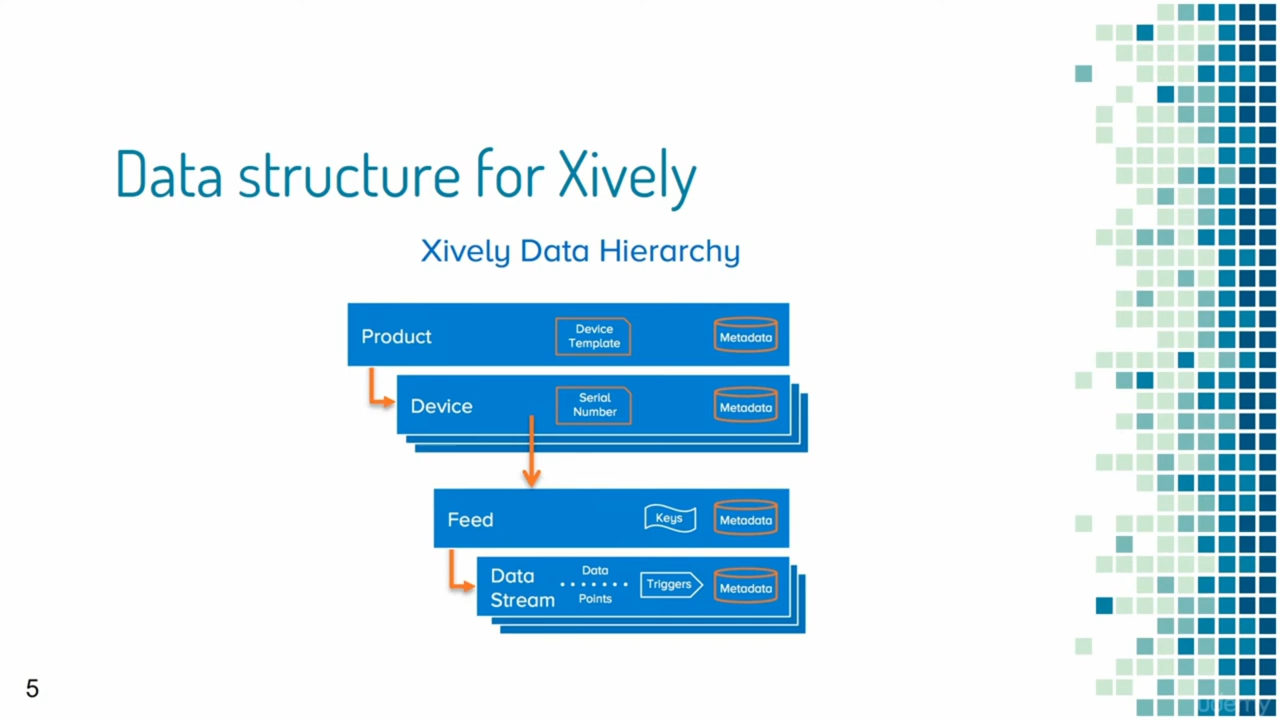 Data structure for Xively
Xively Data Hierarchy
Product
Device
Template
Metadata
Device
Serial
Number
Metadata
Feed
Keys
Metadata
Data
Stream
Data
Points
Triggers
Metadata
5
udemy